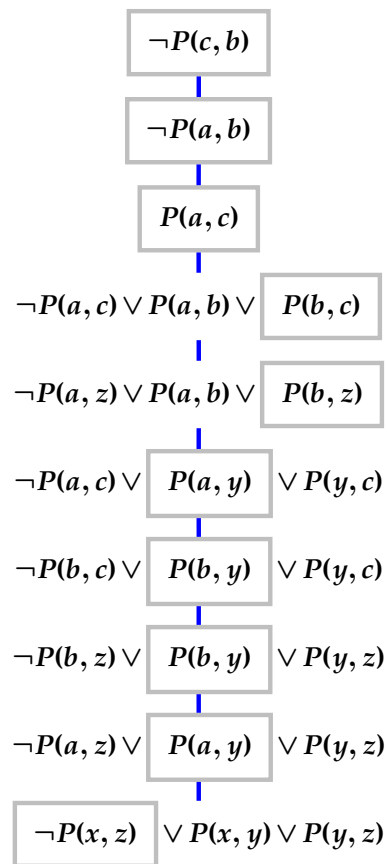 ¬P(c, b)
¬P(a, b)
P(a, c)
¬P(a, c) ∨ P(a, b) ∨ P(b, c)
¬P(a, z) ∨ P(a, b) ∨ P(b, z)
¬P(a, c) ∨ P(a, y) ∨ P(y, c)
¬P(b, c) ∨ P(b, y) ∨ P(y, c)
¬P(b, z) ∨ P(b, y) ∨ P(y, z)
¬P(a, z) ∨ P(a, y) ∨ P(y, z)
¬P(x, z) ∨ P(x, y) ∨ P(y, z)